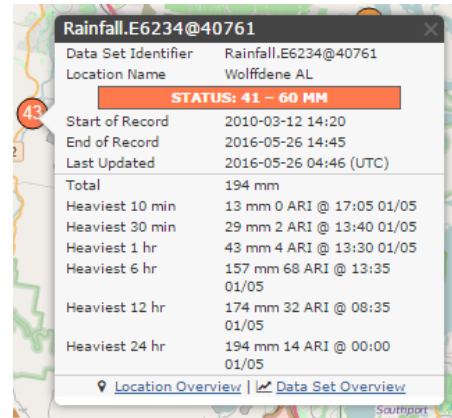 Rainfall.E6234@40761
Data Set Identifier Rainfall.E6234@40761
Location Name Wolffdene AL
STATUS: 41 – 60 MM
43
Start of Record 2010-03-12 14:20
End of Record 2016-05-26 14:45
Last Updated 2016-05-26 04:46 (UTC)
Total 194 mm
Heaviest 10 min 13 mm 0 ARI @ 17:05 01/05
Heaviest 30 min 29 mm 2 ARI @ 13:40 01/05
Heaviest 1 hr 43 mm 4 ARI @ 13:30 01/05
Heaviest 6 hr 157 mm 68 ARI @ 13:35
01/05
Heaviest 12 hr 174 mm 32 ARI @ 08:35
01/05
Heaviest 24 hr 194 mm 14 ARI @ 00:00
01/05
Location Overview | Data Set Overview
Southport